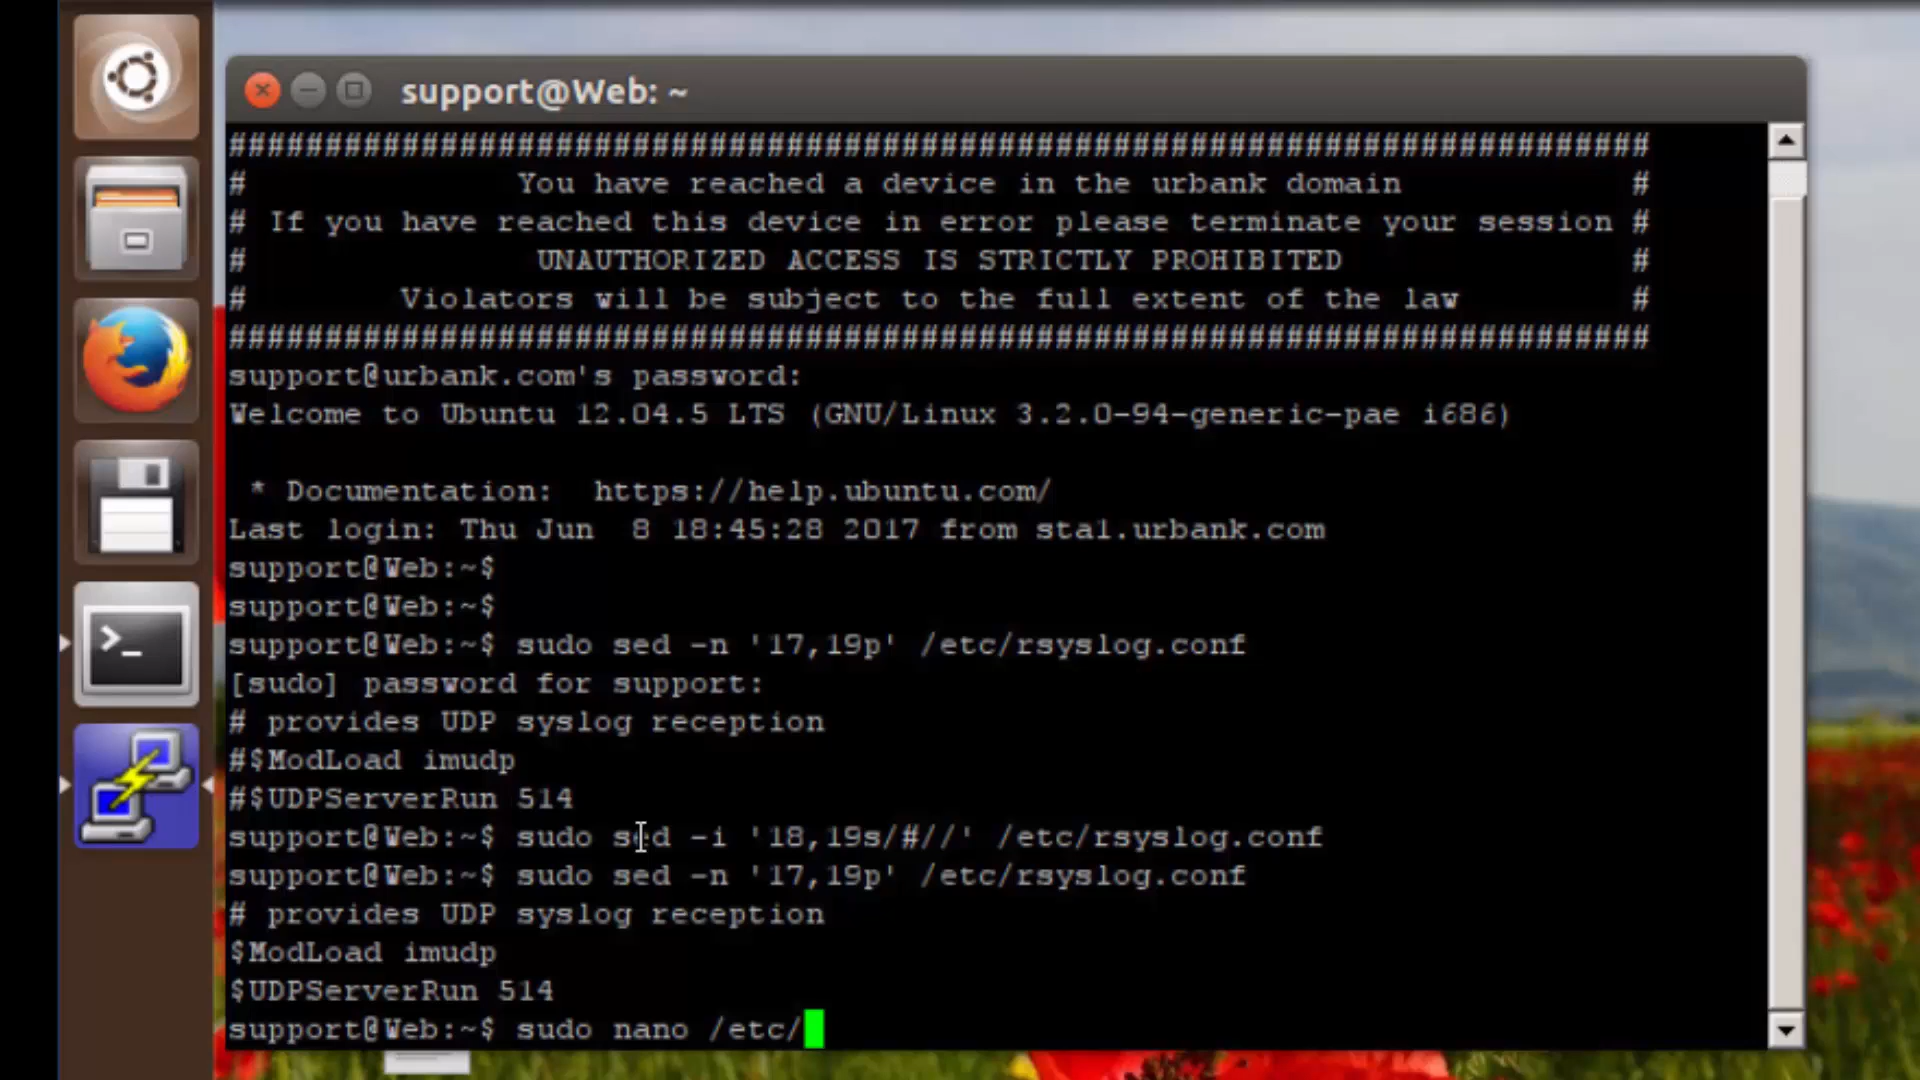 support@Web: ~
##########################################################################
# You have reached a device in the urbank domain #
# If you have reached this device in error please terminate your session #
# UNAUTHORIZED ACCESS IS STRICTLY PROHIBITED #
# Violators will be subject to the full extent of the law #
##########################################################################
support@urbank.com's password:
Welcome to Ubuntu 12.04.5 LTS (GNU/Linux 3.2.0-94-generic-pae i686)
* Documentation: https://help.ubuntu.com/
Last login: Thu Jun 8 18:45:28 2017 from sta1.urbank.com
support@Web:~$
support@Web:~$
support@Web:~$ sudo sed -n '17,19p' /etc/rsyslog.conf
[sudo] password for support:
# provides UDP syslog reception
#$ModLoad imudp
#$UDPServerRun 514
support@Web:~$ sudo sed -i '18,19s/#//' /etc/rsyslog.conf
support@Web:~$ sudo sed -n '17,19p' /etc/rsyslog.conf
# provides UDP syslog reception
$ModLoad imudp
$UDPServerRun 514
support@Web:~$ sudo nano /etc/